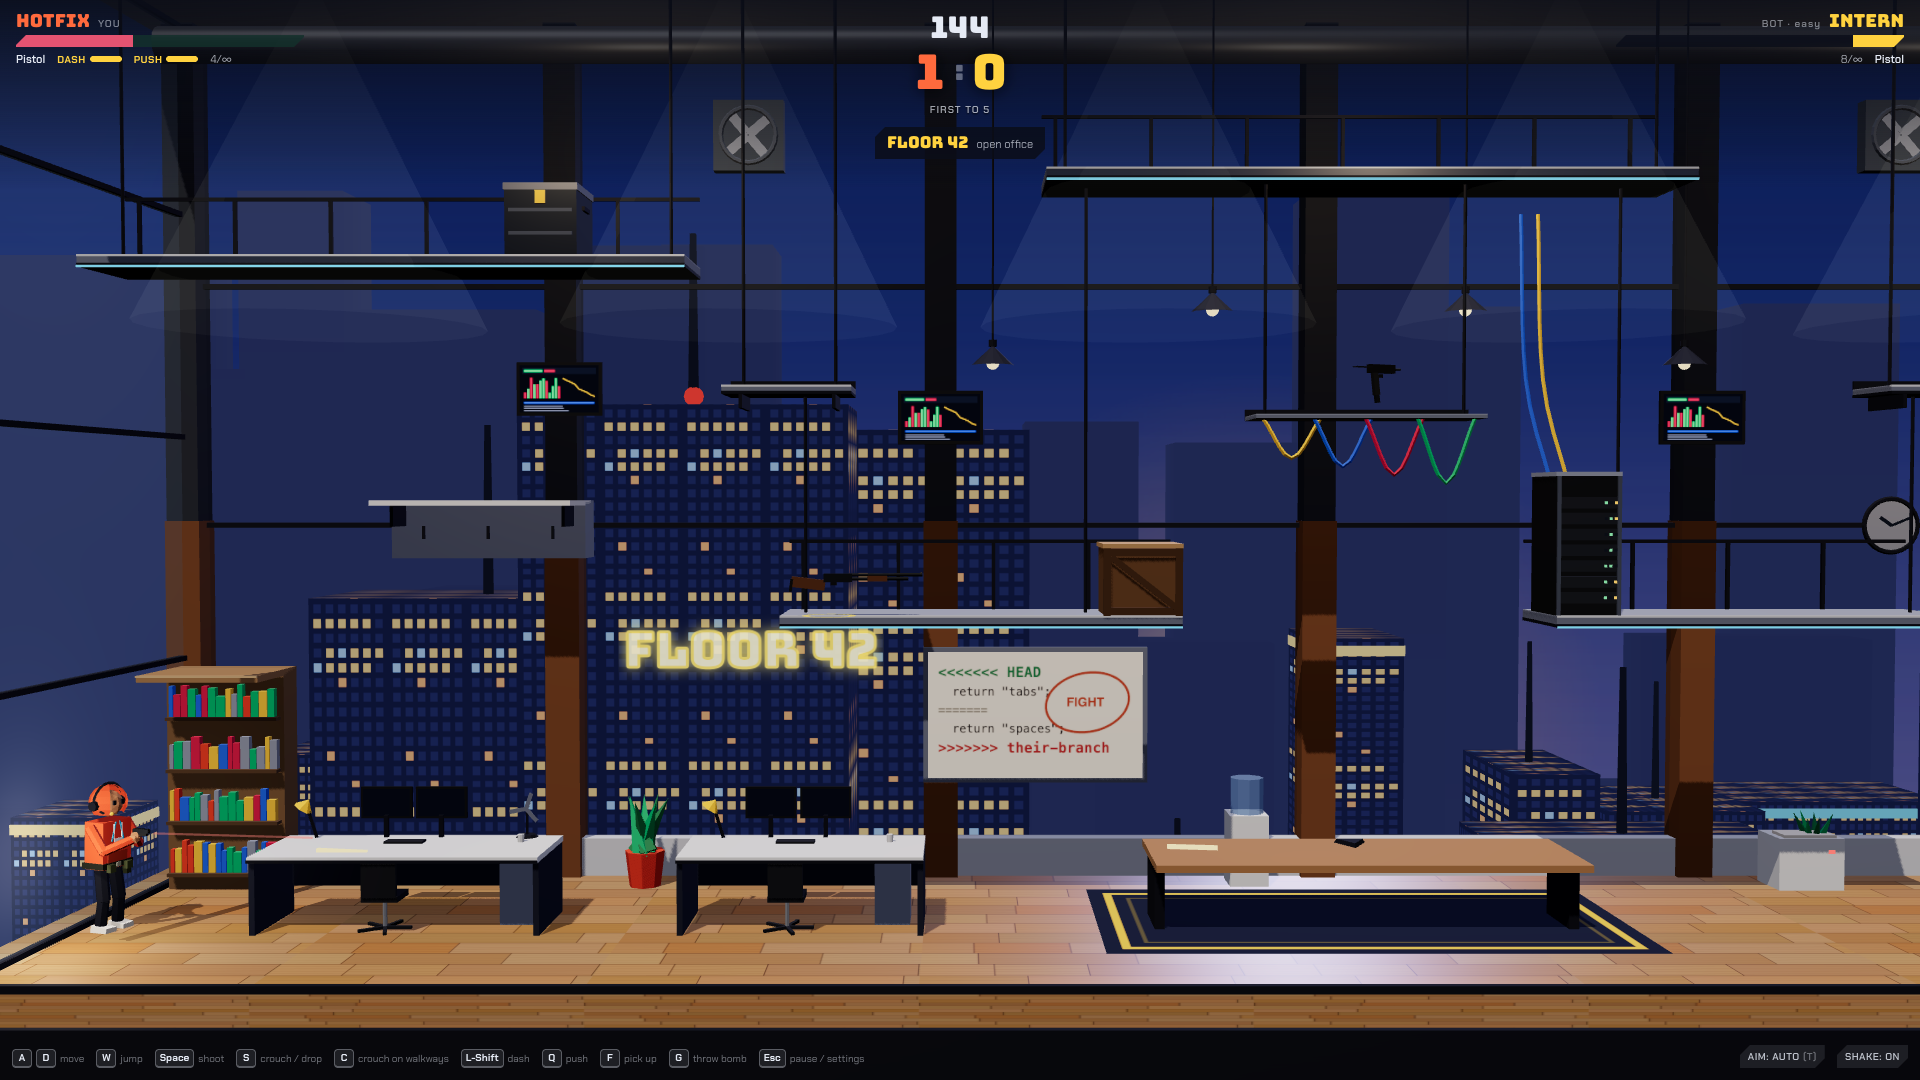 HOTFIX YOU
Pistol DASH PUSH 4/∞
144
1:0
FIRST TO 5
FLOOR 42 open office
BOT · easy INTERN
8/∞ Pistol
FLOOR 42
<<<<<<< HEAD
return "tabs";
=======
return "spaces";
>>>>>>> their-branch
FIGHT
A D move W jump Space shoot S crouch / drop C crouch on walkways L-Shift dash Q push F pick up G throw bomb Esc pause / settings
AIM: AUTO [T] SHAKE: ON